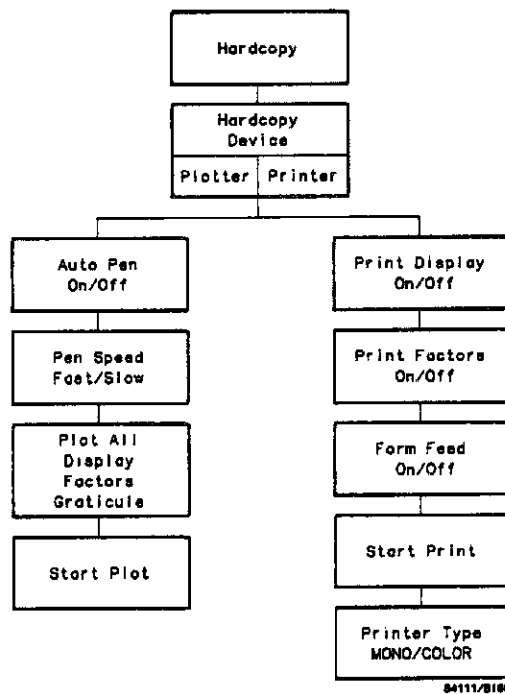 Hardcopy
Hardcopy
Device
Plotter
Printer
Auto Pen
On/Off
Pen Speed
Fast/Slow
Plot All
Display
Factors
Graticule
Start Plot
Print Display
On/Off
Print Factors
On/Off
Form Feed
On/Off
Start Print
Printer Type
MONO/COLOR